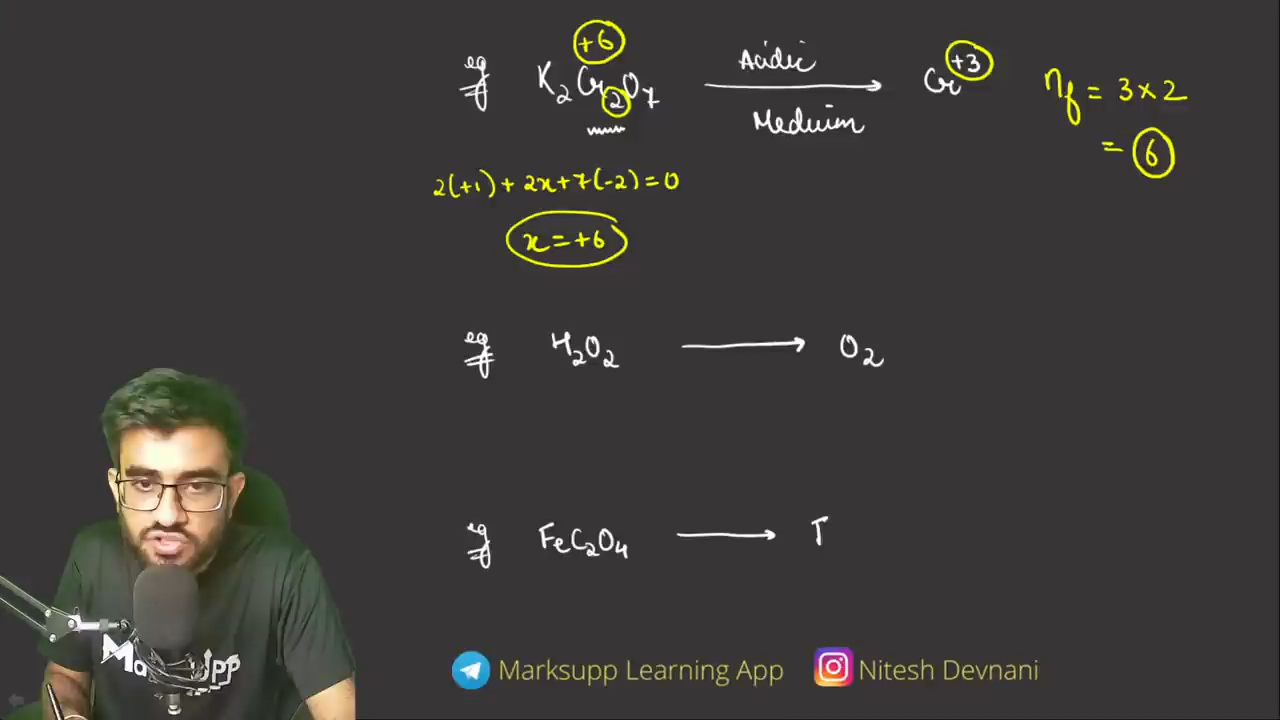 eg K₂Cr₂O₇ +6 Acidic Medium ⟶ Cr +3 ηf = 3 × 2
= 6
2(+1) + 2x + 7(-2) = 0
x = +6
eg H₂O₂ ⟶ O₂
eg FeC₂O₄ ⟶
MarksUpp
Marksupp Learning App Nitesh Devnani